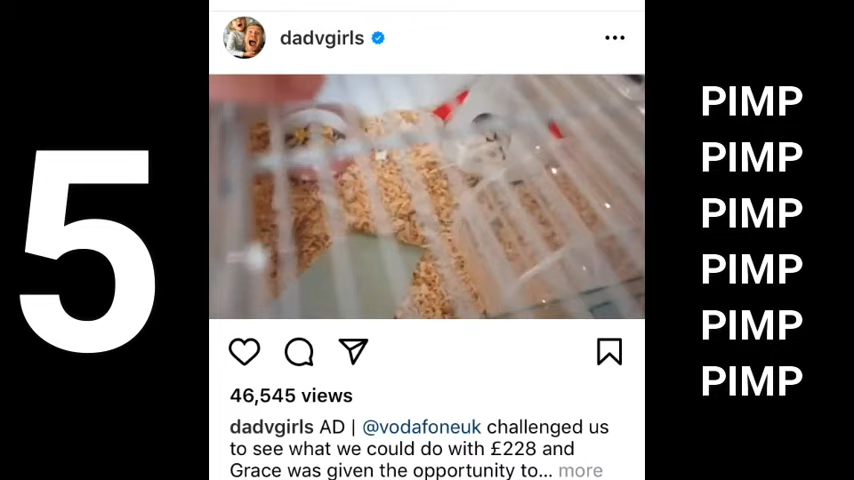 dadvgirls
5
46,545 views
dadvgirls AD | @vodafoneuk challenged us
to see what we could do with £228 and
Grace was given the opportunity to... more
PIMP
PIMP
PIMP
PIMP
PIMP
PIMP